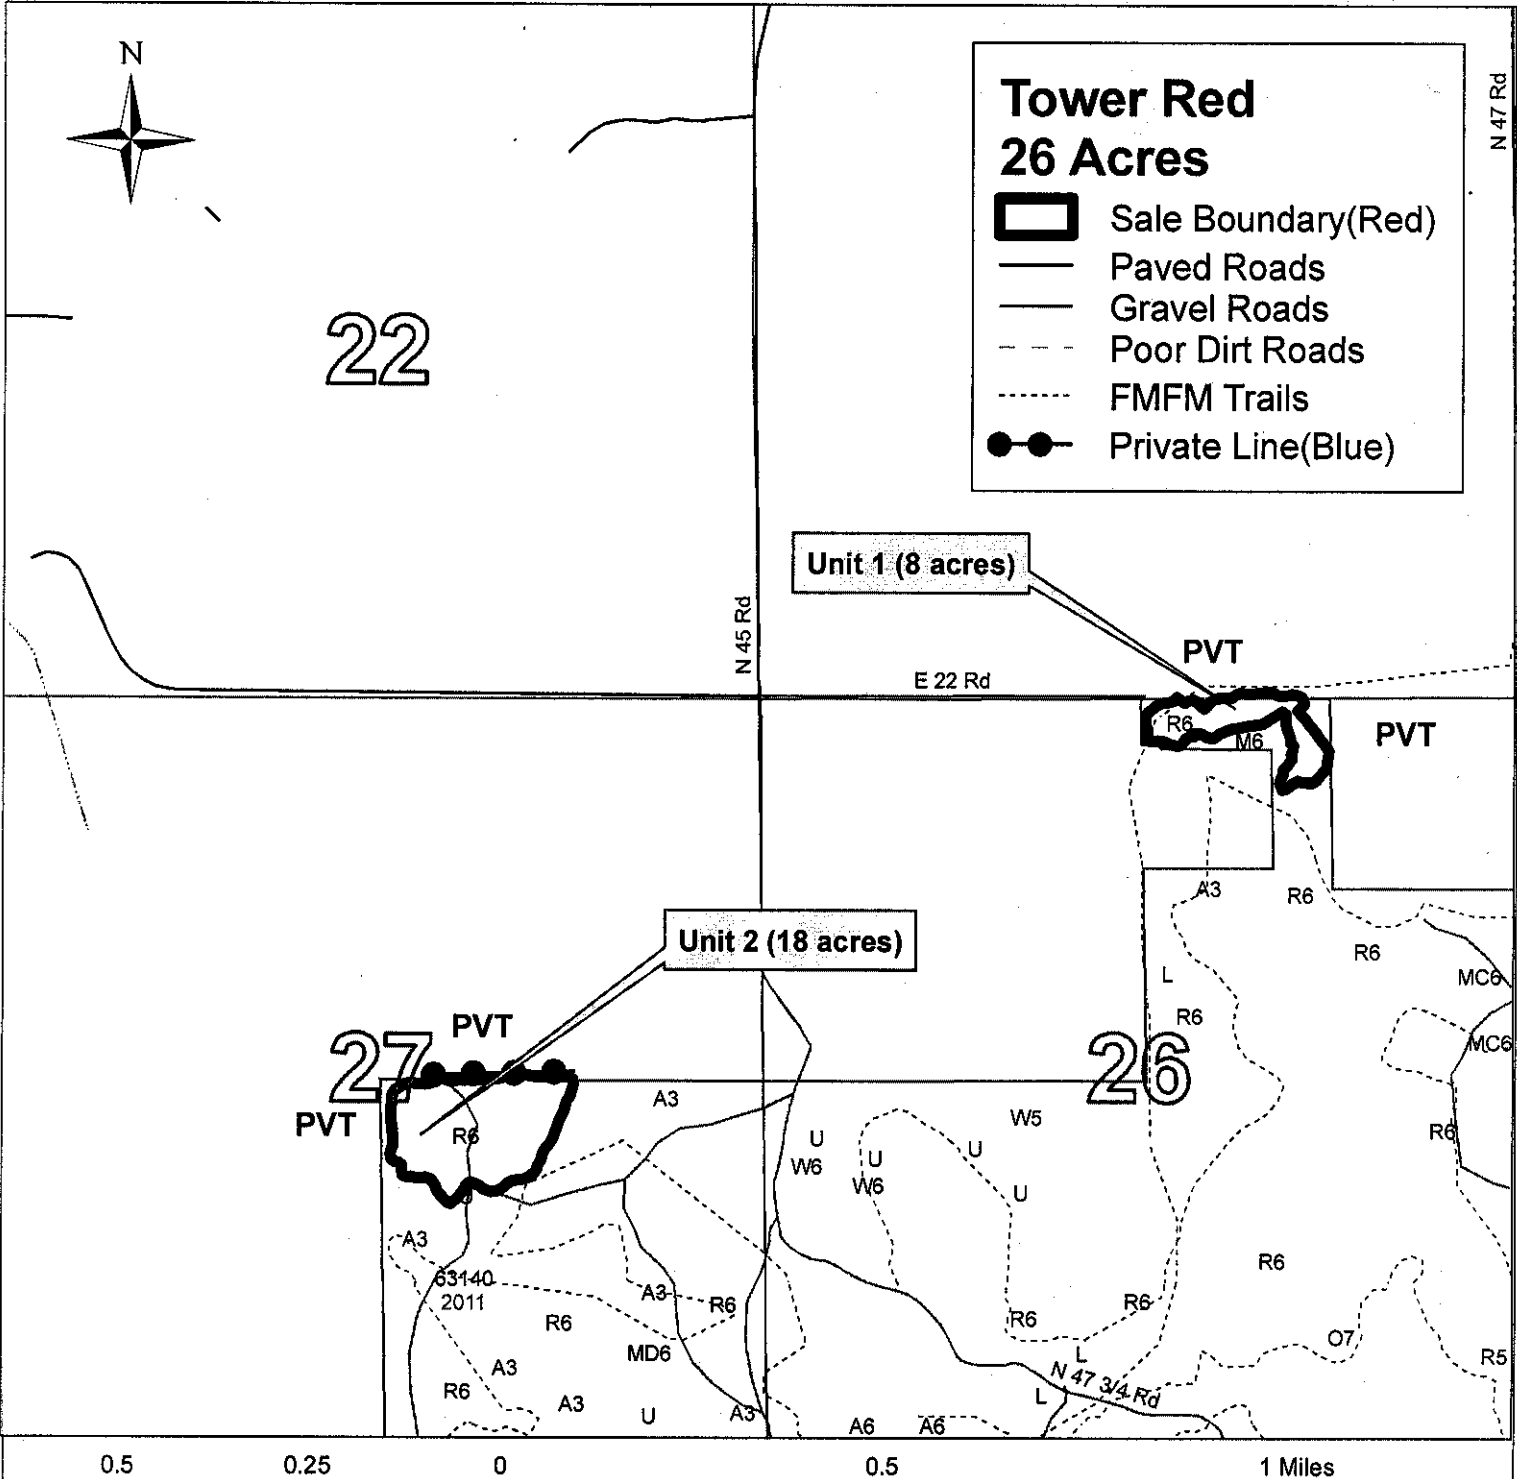 N
Tower Red
26 Acres
Sale Boundary(Red)
Paved Roads
Gravel Roads
Poor Dirt Roads
FMFM Trails
Private Line(Blue)
N 47 Rd
22
Unit 1 (8 acres)
N 45 Rd
E 22 Rd
PVT
R6
M6
PVT
A3
R6
Unit 2 (18 acres)
R6
L
MC6
R6
27
PVT
26
MC6
PVT
R6
A3
W5
R6
U
W6
U
W6
U
U
A3
63140
2011
A3
R6
R6
R6
R6
R6
MD6
A3
R6
A3
U
A3
L
N 47 3/4 Rd
L
O7
R5
A6
A6
0.5
0.25
0
0.5
1 Miles